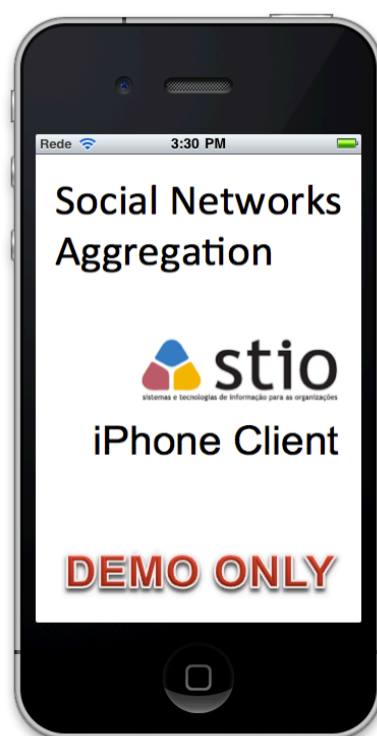 Rede 3:30 PM
Social Networks
Aggregation
stio
sistemas e tecnologias de informação para as organizações
iPhone Client
DEMO ONLY